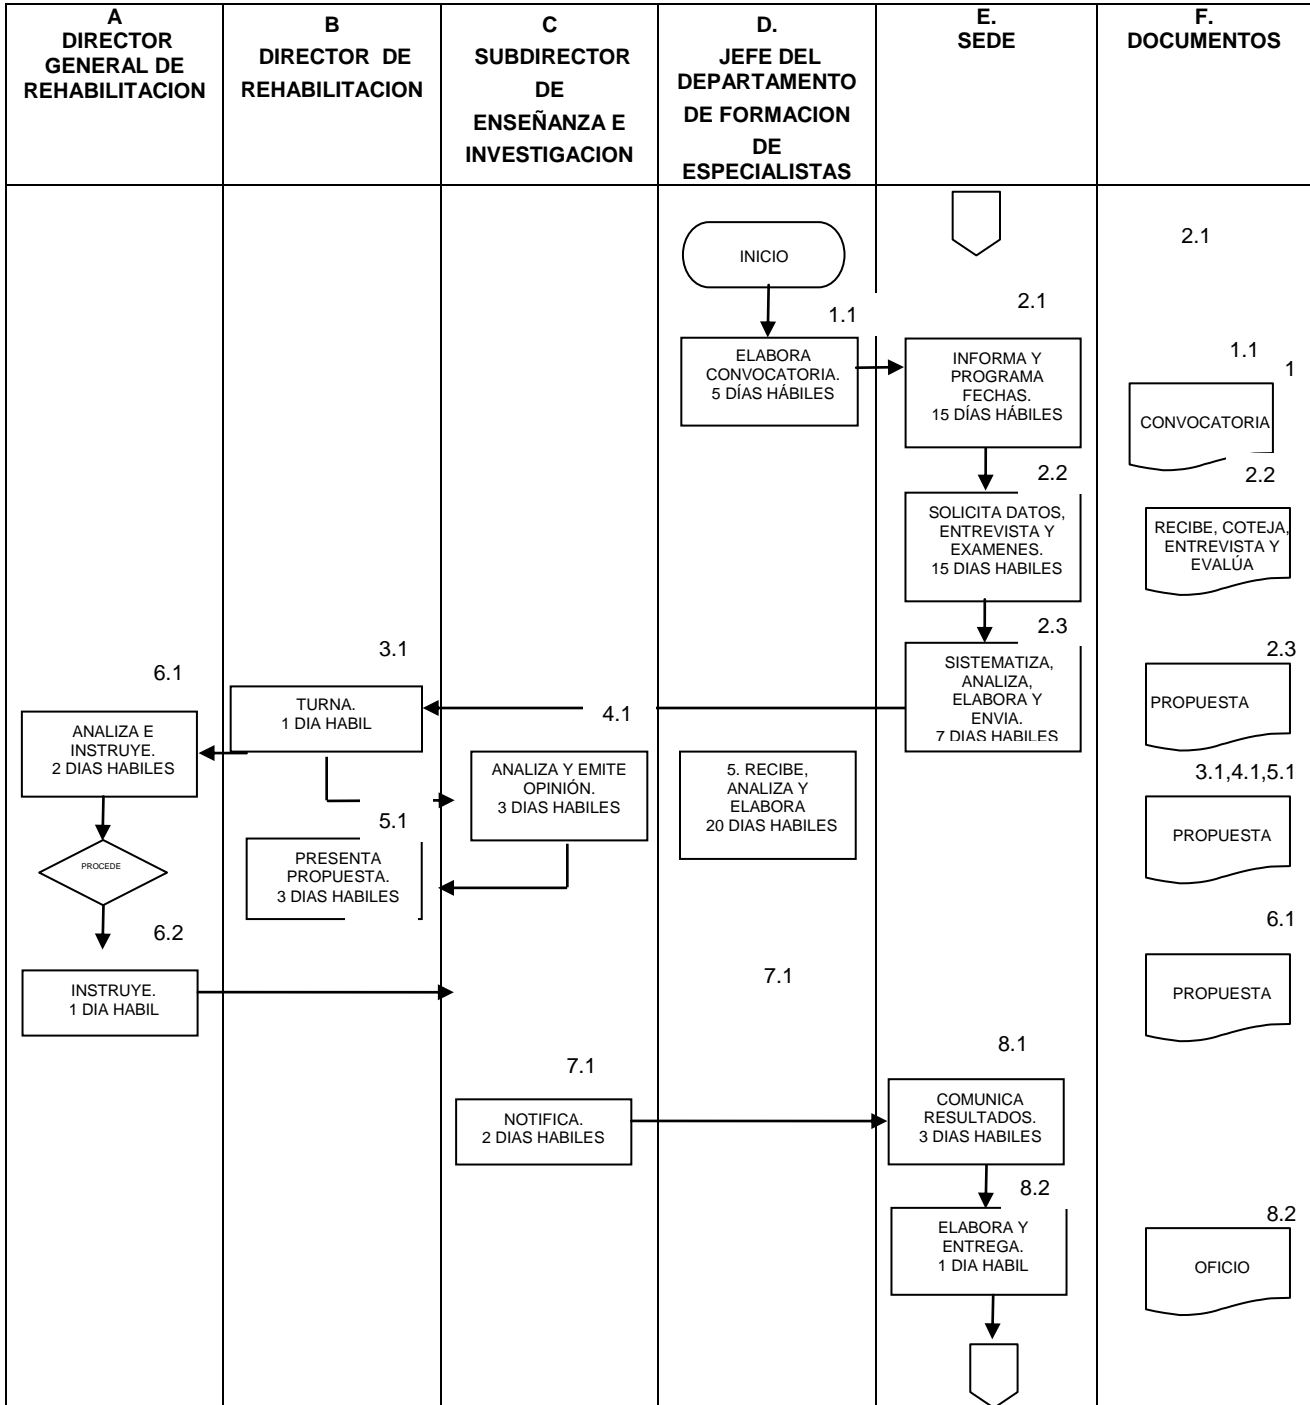 A
DIRECTOR
GENERAL DE
REHABILITACION
B
DIRECTOR DE
REHABILITACION
C
SUBDIRECTOR
DE
ENSEÑANZA E
INVESTIGACION
D.
JEFE DEL
DEPARTAMENTO
DE FORMACION
DE
ESPECIALISTAS
E.
SEDE
F.
DOCUMENTOS
2.1
INICIO
1.1
2.1
ELABORA
CONVOCATORIA.
5 DÍAS HÁBILES
INFORMA Y
PROGRAMA
FECHAS.
15 DÍAS HÁBILES
1.1
1
CONVOCATORIA
2.2
2.2
SOLICITA DATOS,
ENTREVISTA Y
EXAMENES.
15 DIAS HABILES
RECIBE, COTEJA,
ENTREVISTA Y
EVALÚA
2.3
2.3
3.1
6.1
SISTEMATIZA,
ANALIZA,
ELABORA Y
ENVIA.
7 DIAS HABILES
PROPUESTA
TURNA.
1 DIA HABIL
4.1
ANALIZA E
INSTRUYE.
2 DIAS HABILES
ANALIZA Y EMITE
OPINIÓN.
3 DIAS HABILES
5. RECIBE,
ANALIZA Y
ELABORA
20 DIAS HABILES
3.1,4.1,5.1
PROPUESTA
5.1
PROCEDE
PRESENTA
PROPUESTA.
3 DIAS HABILES
6.2
6.1
INSTRUYE.
1 DIA HABIL
7.1
PROPUESTA
7.1
8.1
NOTIFICA.
2 DIAS HABILES
COMUNICA
RESULTADOS.
3 DIAS HABILES
8.2
8.2
ELABORA Y
ENTREGA.
1 DIA HABIL
OFICIO